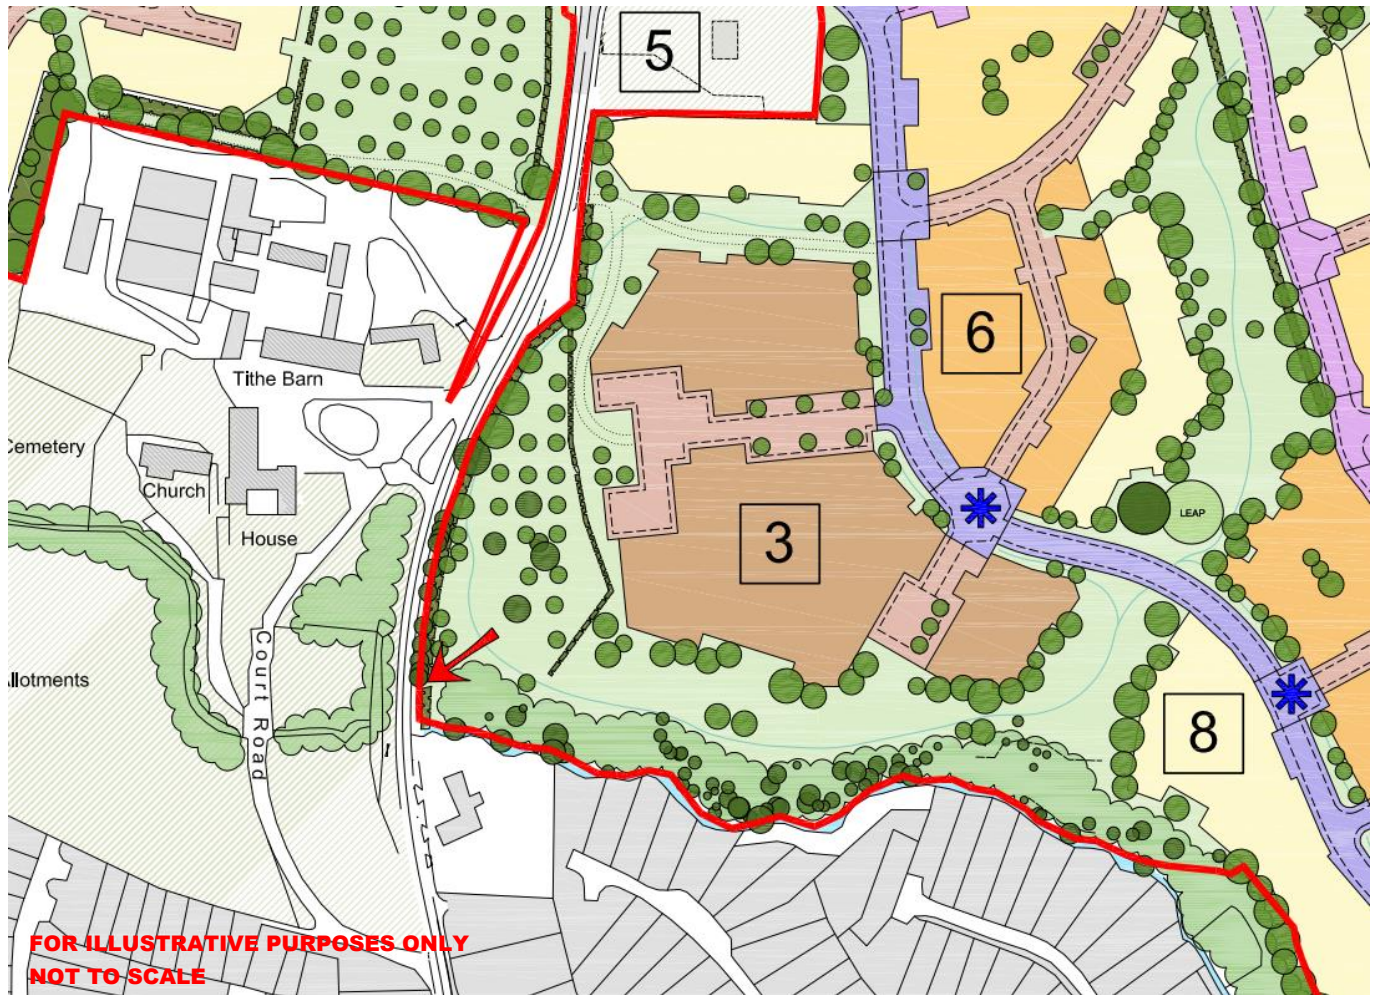 5
6
Tithe Barn
Cemetery
Church
House
3
LEAP
Court Road
Allotments
8
FOR ILLUSTRATIVE PURPOSES ONLY
NOT TO SCALE